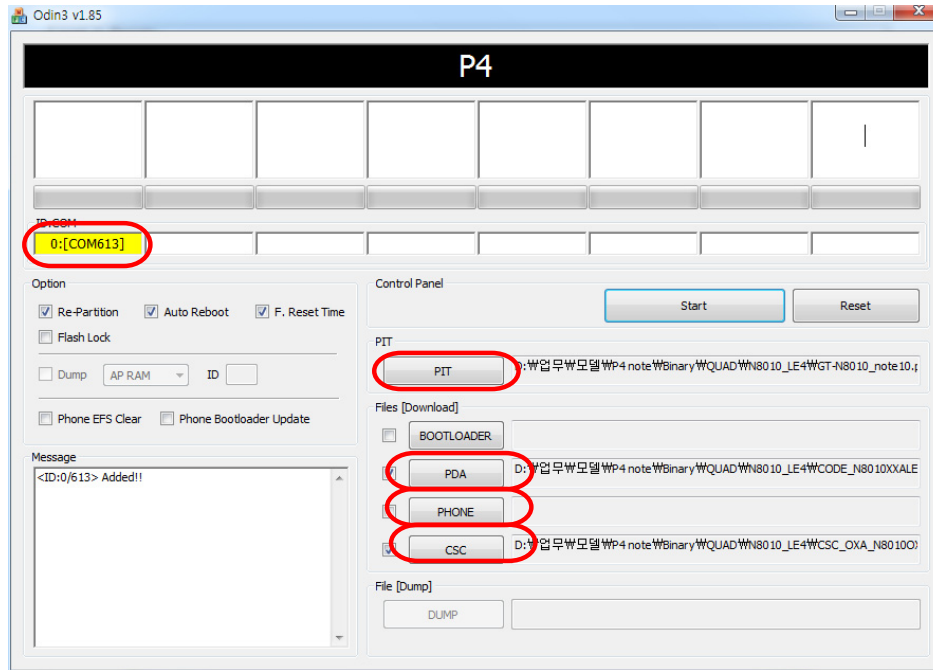 Odin3 v1.85
P4
ID:COM
0:[COM613]
Option
Re-Partition Auto Reboot F. Reset Time
Flash Lock
Dump AP RAM ID
Phone EFS Clear Phone Bootloader Update
Message
<ID:0/613> Added!!
Control Panel
Start Reset
PIT
PIT D:₩업무₩모델₩P4 note₩Binary₩QUAD₩N8010_LE4₩GT-N8010_note10.p
Files [Download]
BOOTLOADER
PDA D:₩업무₩모델₩P4 note₩Binary₩QUAD₩N8010_LE4₩CODE_N8010XXALE
PHONE
CSC D:₩업무₩모델₩P4 note₩Binary₩QUAD₩N8010_LE4₩CSC_OXA_N8010O
File [Dump]
DUMP